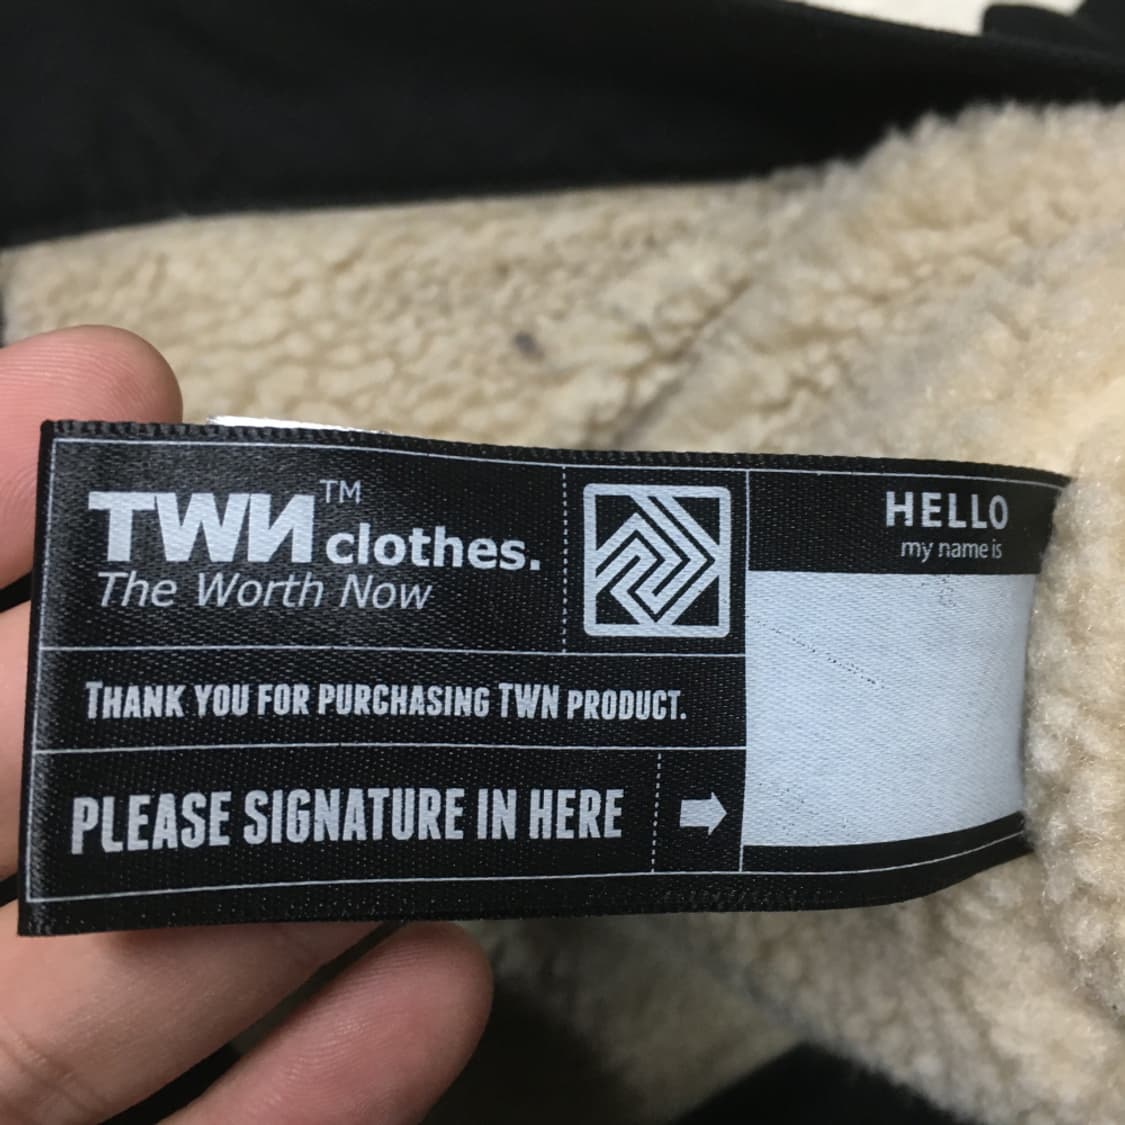 TWN™ clothes.
The Worth Now
THANK YOU FOR PURCHASING TWN PRODUCT.
PLEASE SIGNATURE IN HERE
HELLO
my name is